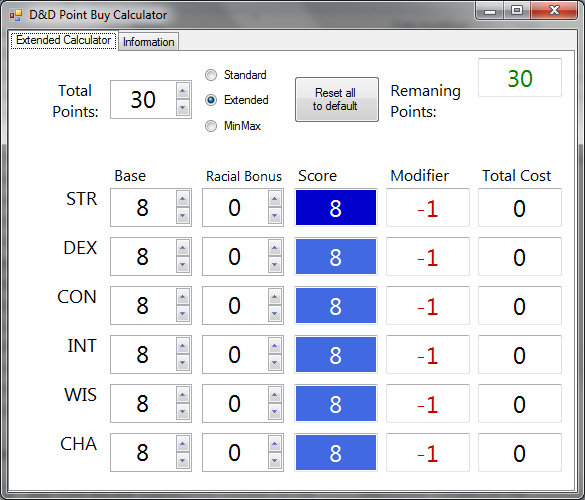 D&D Point Buy Calculator
Extended Calculator Information
Total Points: 30
Standard
Extended
MinMax
Reset all to default
Remaning Points: 30
Base Racial Bonus Score Modifier Total Cost
STR 8 0 8 -1 0
DEX 8 0 8 -1 0
CON 8 0 8 -1 0
INT 8 0 8 -1 0
WIS 8 0 8 -1 0
CHA 8 0 8 -1 0